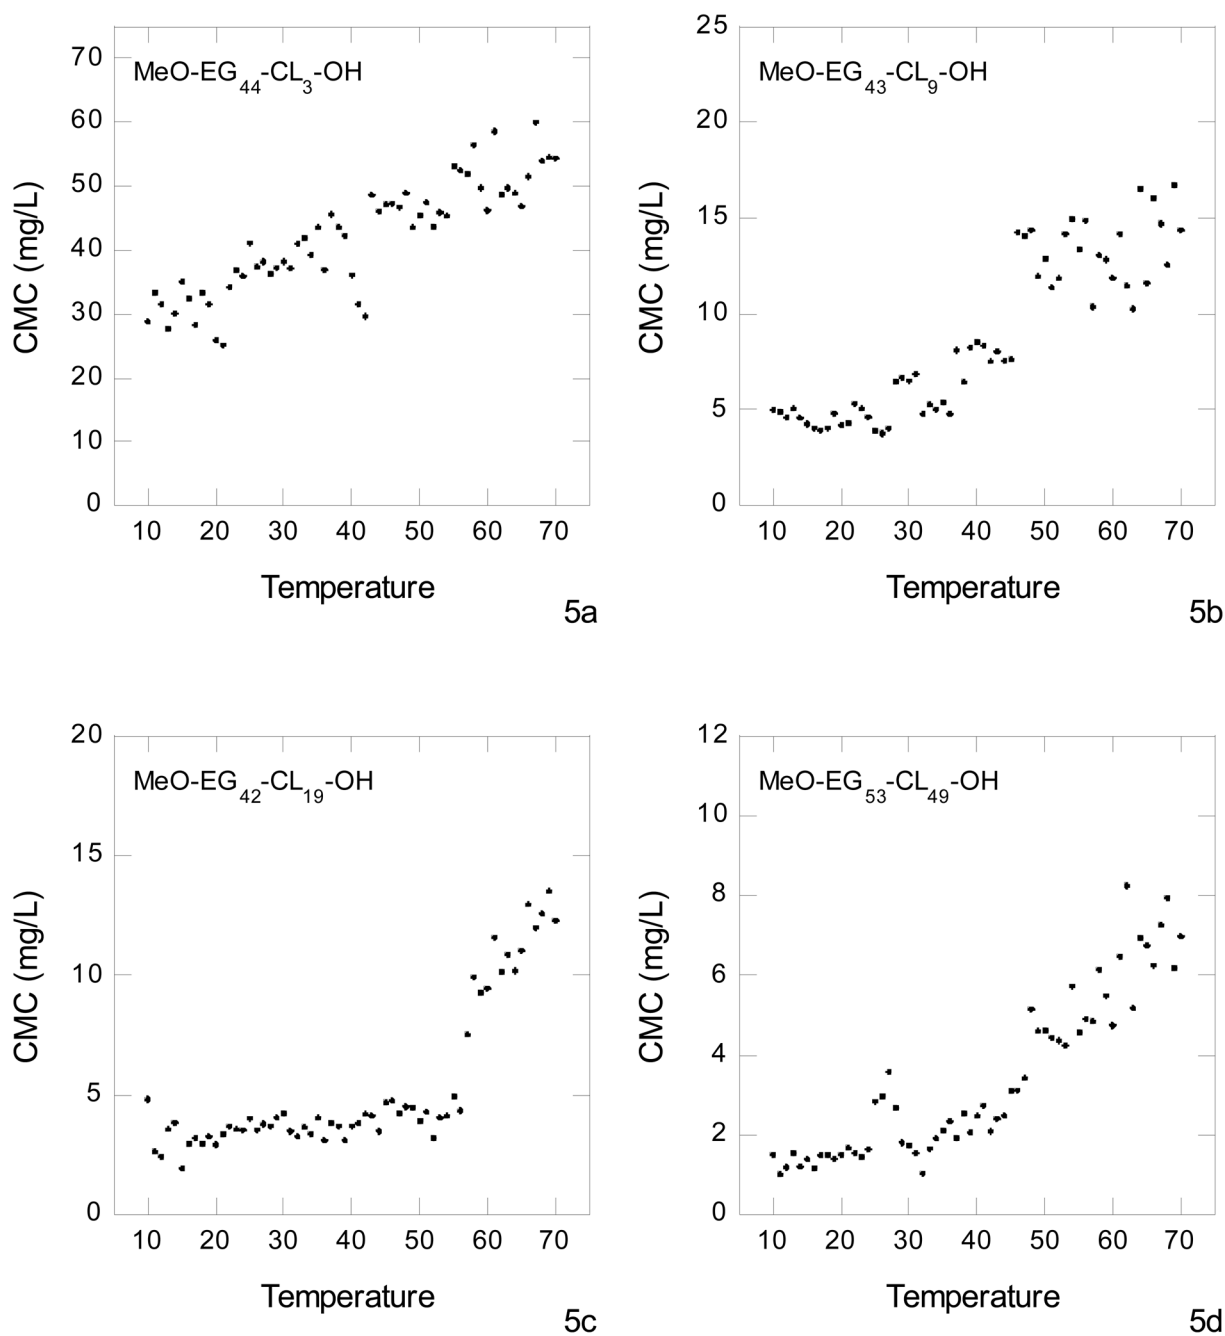 MeO-EG44-CL3-OH
CMC (mg/L)
70
60
50
40
30
20
10
0
10 20 30 40 50 60 70
Temperature
5a
MeO-EG43-CL9-OH
CMC (mg/L)
25
20
15
10
5
0
10 20 30 40 50 60 70
Temperature
5b
MeO-EG42-CL19-OH
CMC (mg/L)
20
15
10
5
0
10 20 30 40 50 60 70
Temperature
5c
MeO-EG53-CL49-OH
CMC (mg/L)
12
10
8
6
4
2
0
10 20 30 40 50 60 70
Temperature
5d